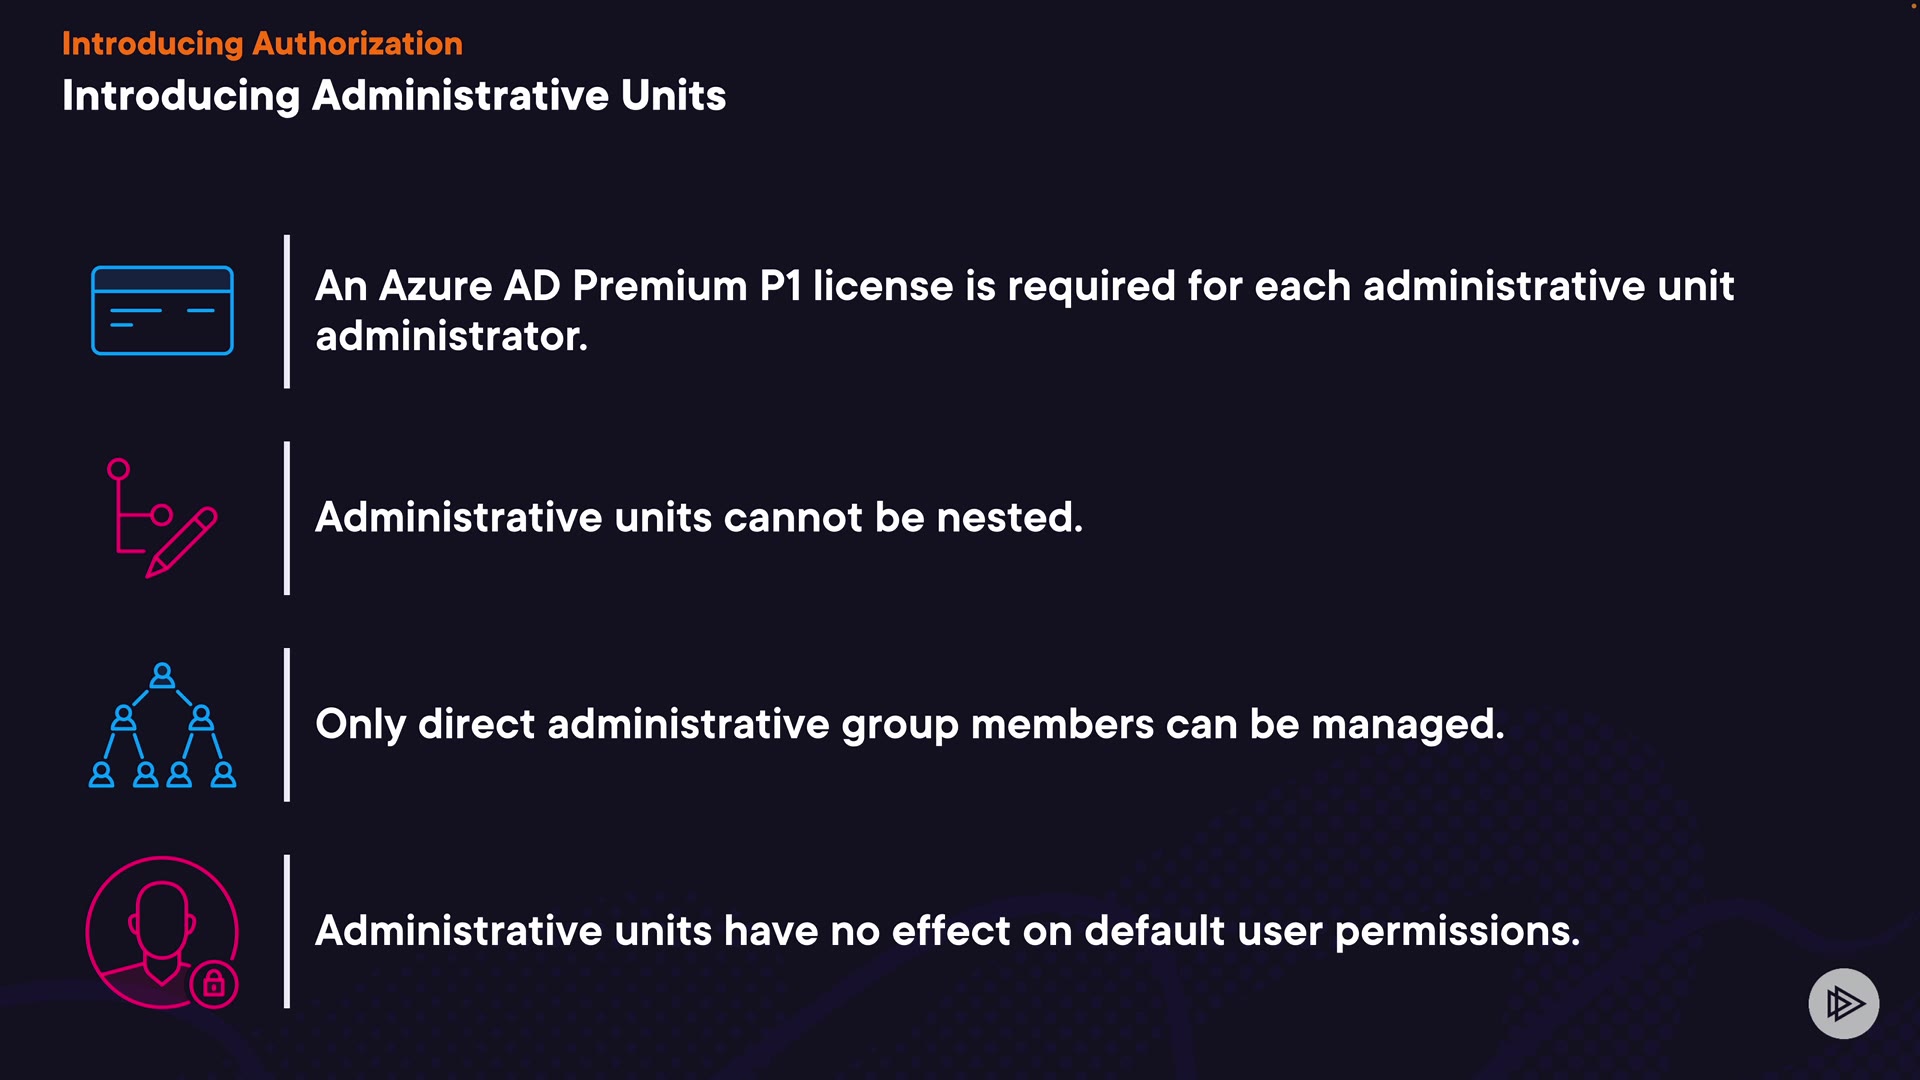 Introducing Authorization
Introducing Administrative Units
An Azure AD Premium P1 license is required for each administrative unit
administrator.
Administrative units cannot be nested.
Only direct administrative group members can be managed.
Administrative units have no effect on default user permissions.